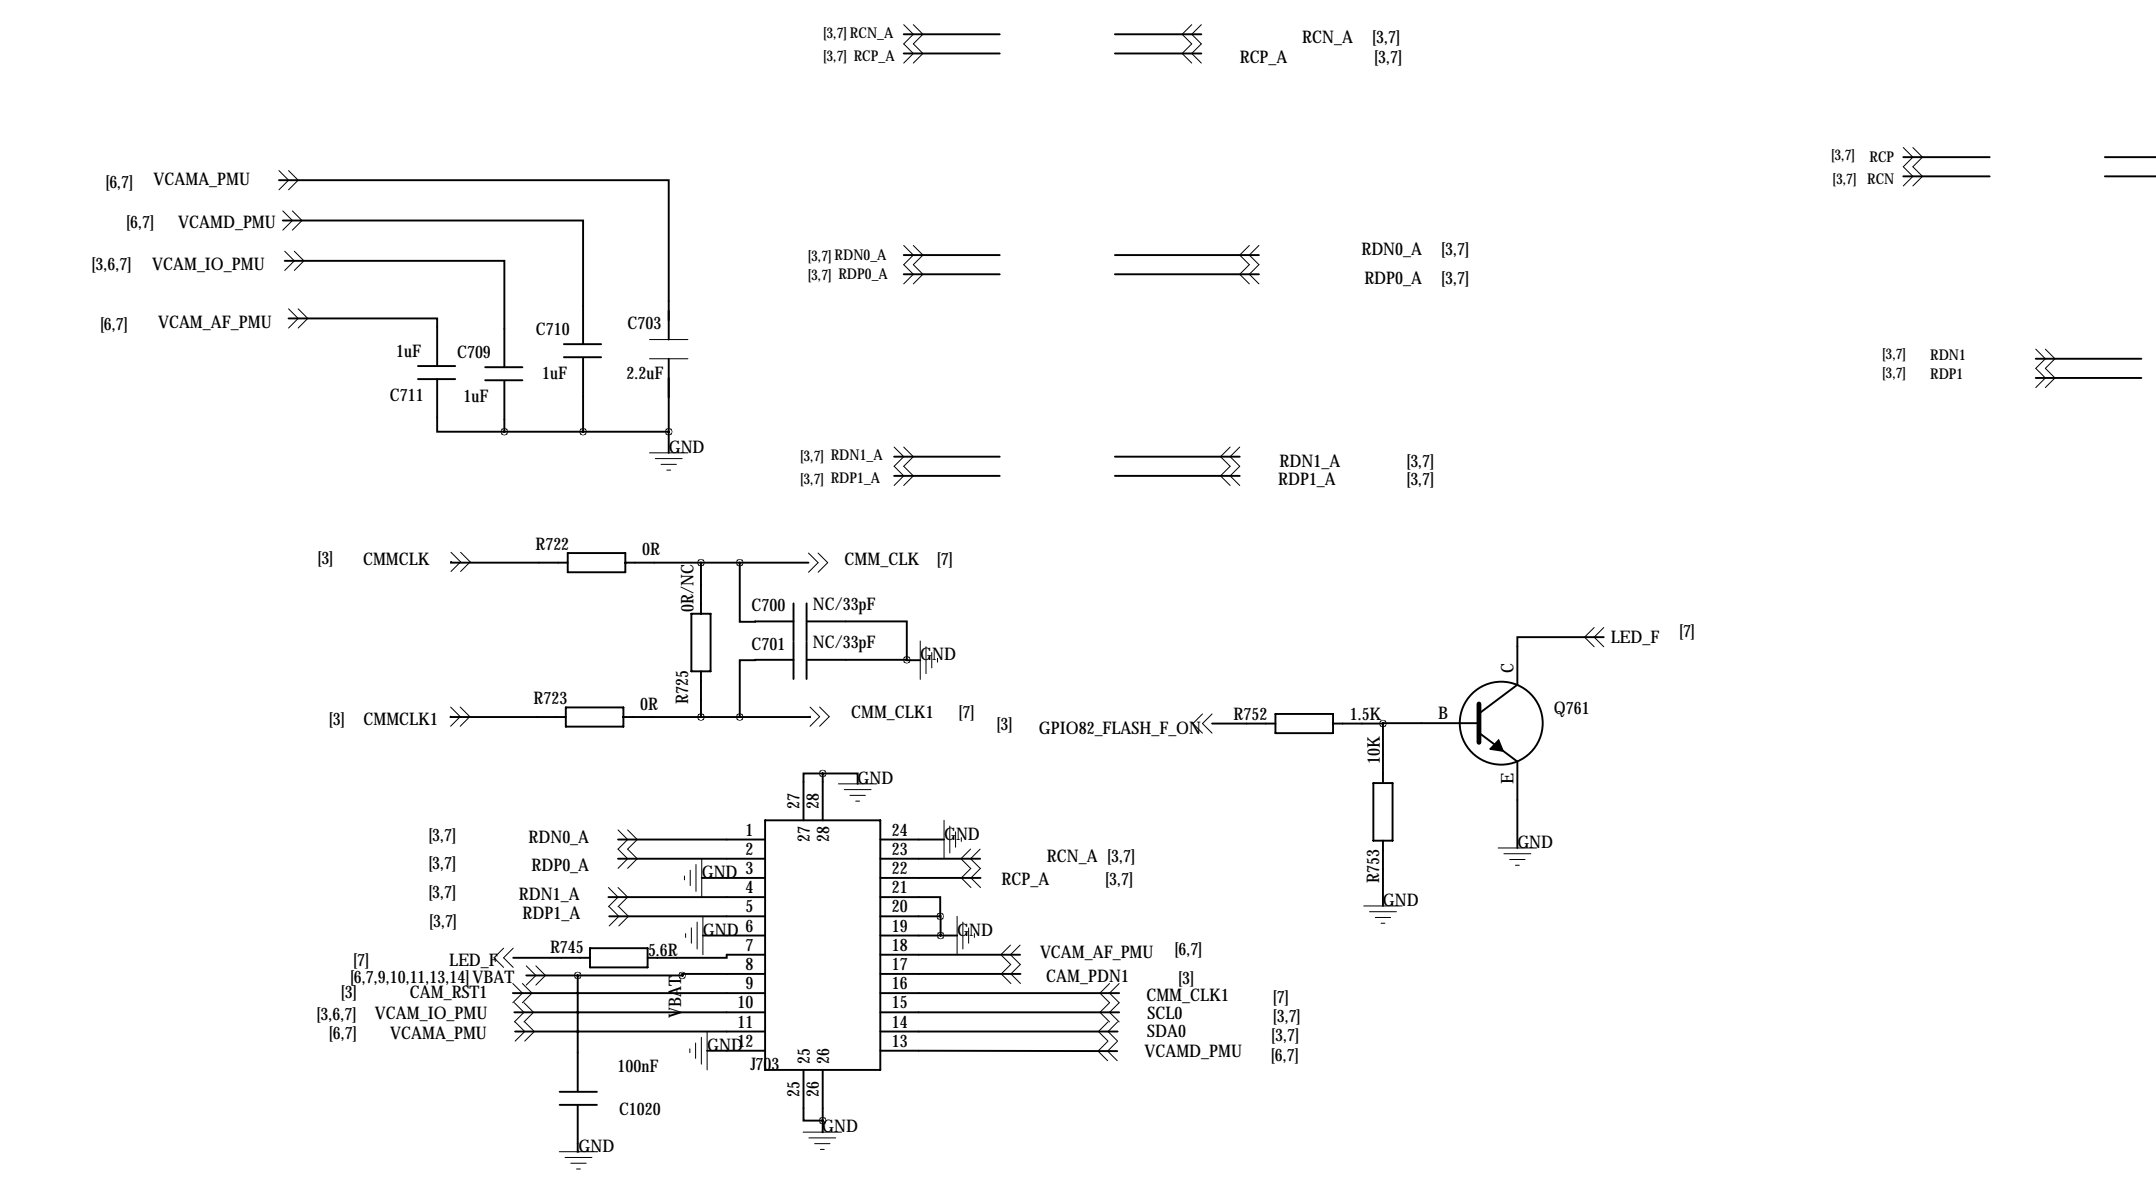 [3,7] RCN_A
[3,7] RCP_A
RCN_A [3,7]
RCP_A [3,7]
[3,7] RCP
[3,7] RCN
[6,7] VCAMA_PMU
[6,7] VCAMD_PMU
[3,6,7] VCAM_IO_PMU
[6,7] VCAM_AF_PMU
1uF
C711
C709
1uF
C710
1uF
C703
2.2uF
GND
[3,7] RDN0_A
[3,7] RDP0_A
RDN0_A [3,7]
RDP0_A [3,7]
[3,7] RDN1
[3,7] RDP1
[3,7] RDN1_A
[3,7] RDP1_A
RDN1_A [3,7]
RDP1_A [3,7]
[3] CMMCLK
R722
0R
CMM_CLK [7]
0R/NC
R725
C700
NC/33pF
C701
NC/33pF
GND
[3] CMMCLK1
R723
0R
CMM_CLK1 [7]
[3] GPIO82_FLASH_F_ON
R752
1.5K
10K
R753
GND
B
C
E
Q761
LED_F [7]
GND
GND
27
28
27
28
[3,7] RDN0_A
[3,7] RDP0_A
[3,7] RDN1_A
[3,7] RDP1_A
[7] LED_F
R745
5.6R
[6,7,9,10,11,13,14] VBAT
VBAT
[3] CAM_RST1
[3,6,7] VCAM_IO_PMU
[6,7] VCAMA_PMU
1
2
GND 3
4
5
GND 6
7
8
9
10
11
GND 12
J703
24 GND
23
22
21
20
19 GND
18
17
16
15
14
13
RCN_A [3,7]
RCP_A [3,7]
VCAM_AF_PMU [6,7]
CAM_PDN1 [3]
CMM_CLK1 [7]
SCL0 [3,7]
SDA0 [3,7]
VCAMD_PMU [6,7]
25
26
25
26
GND
100nF
C1020
GND